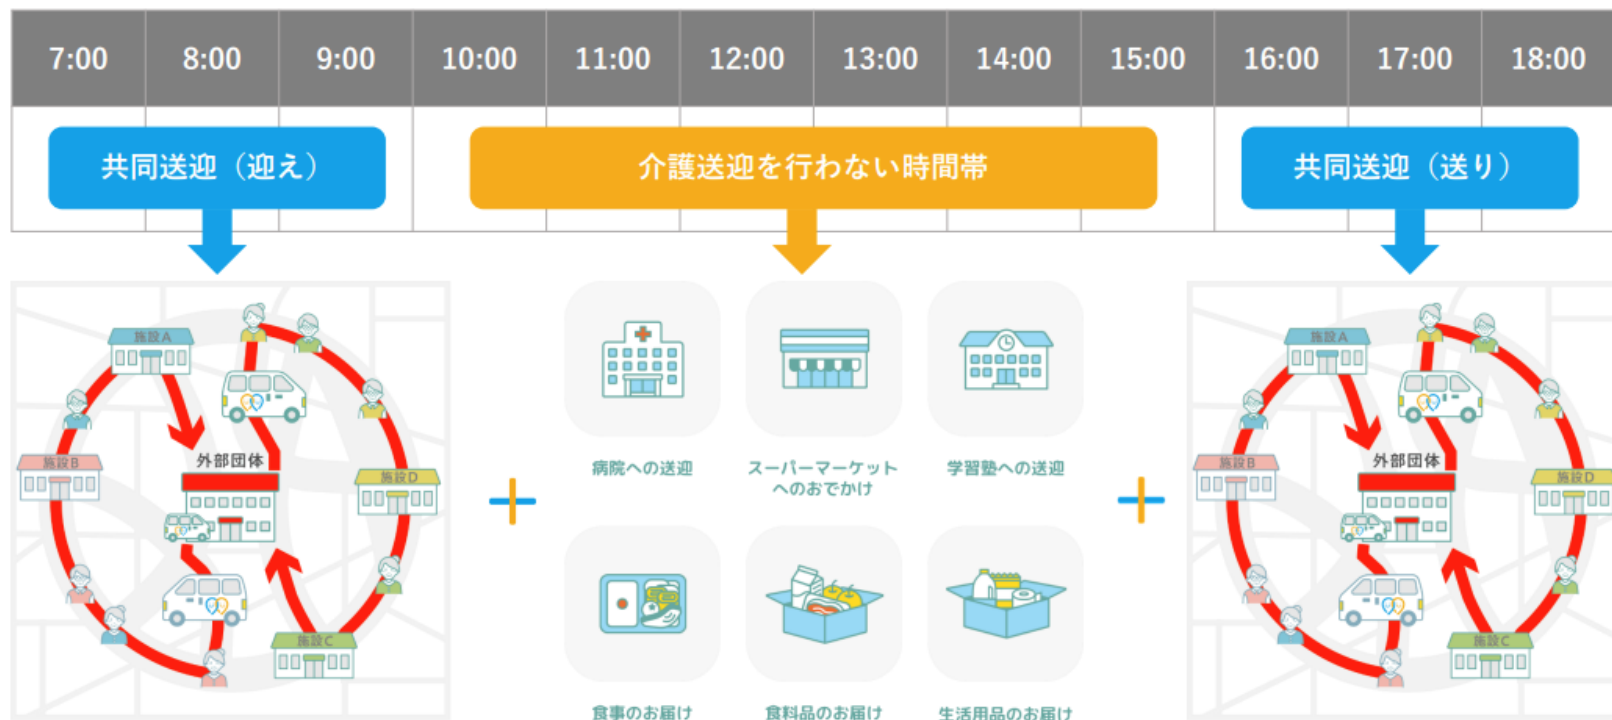 7:00 8:00 9:00 10:00 11:00 12:00 13:00 14:00 15:00 16:00 17:00 18:00
共同送迎（迎え）
介護送迎を行わない時間帯
共同送迎（送り）
施設A
外部団体
施設B
施設D
施設C
病院への送迎
スーパーマーケット
へのおでかけ
学習塾への送迎
食事のお届け
食料品のお届け
生活用品のお届け
施設A
外部団体
施設B
施設D
施設C